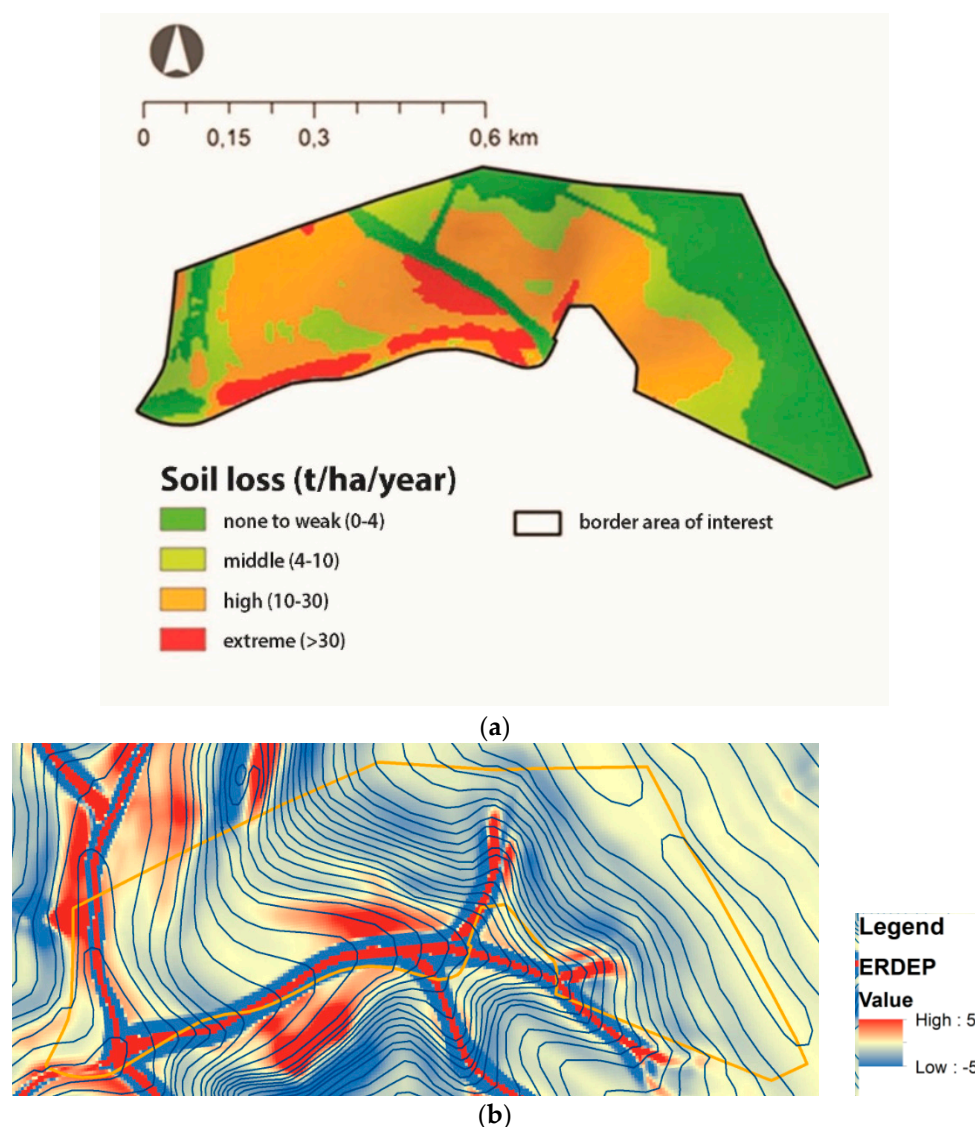 0 0,15 0,3 0,6 km
Soil loss (t/ha/year)
none to weak (0-4)
border area of interest
middle (4-10)
high (10-30)
extreme (>30)
(a)
Legend
ERDEP
Value
High : 5
Low : -5
(b)